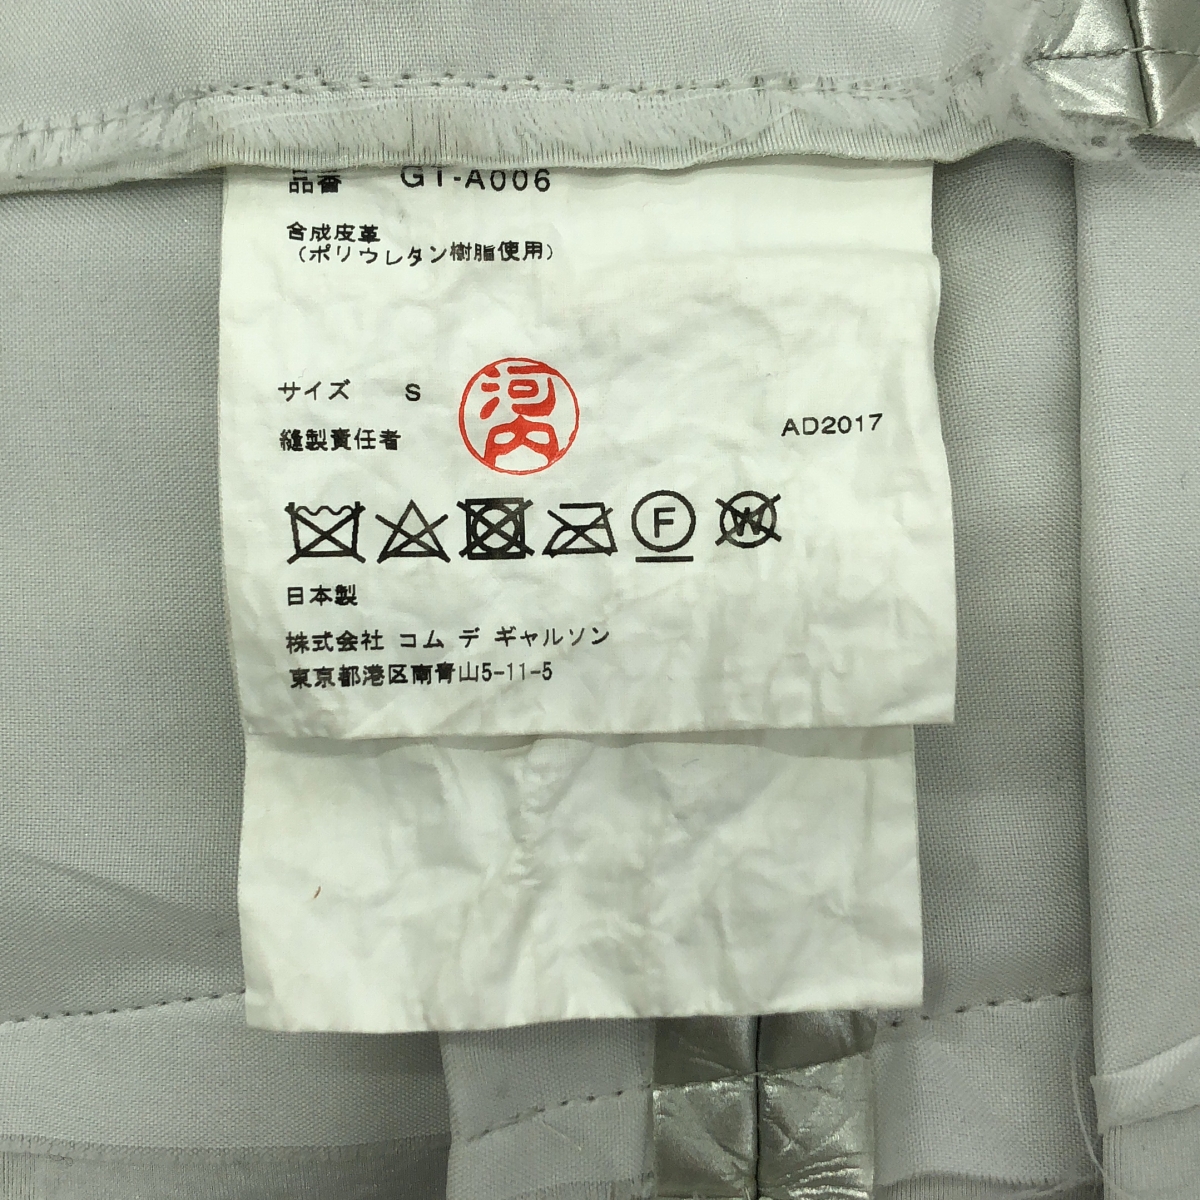 品番 GT-A006
合成皮革
(ポリウレタン樹脂使用)
サイズ S
河内
縫製責任者
AD2017
F W
日本製
株式会社 コム デ ギャルソン
東京都港区南青山5-11-5